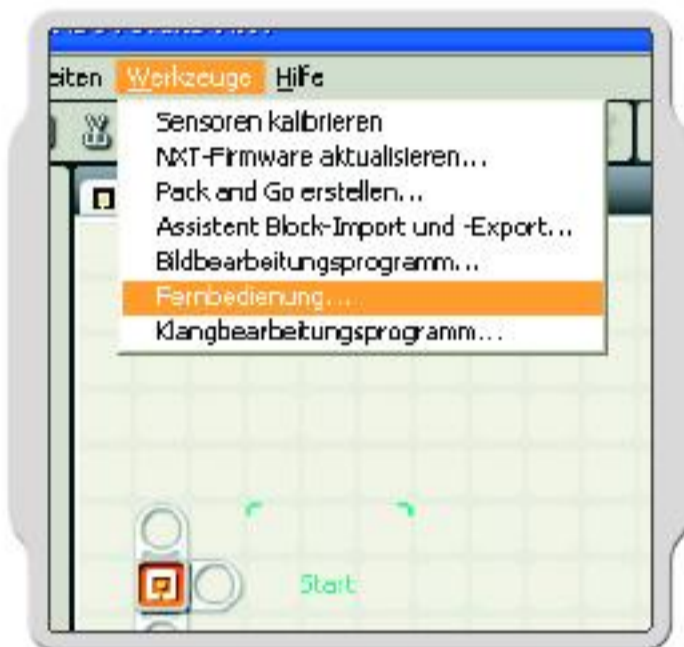 eiten Werkzeuge Hilfe
Sensoren kalibrieren
NXT-Firmware aktualisieren...
Pack and Go erstellen...
Assistent Block-Import und -Export...
Bildbearbeitungsprogramm...
Fernbedienung...
Klangbearbeitungsprogramm...
Start